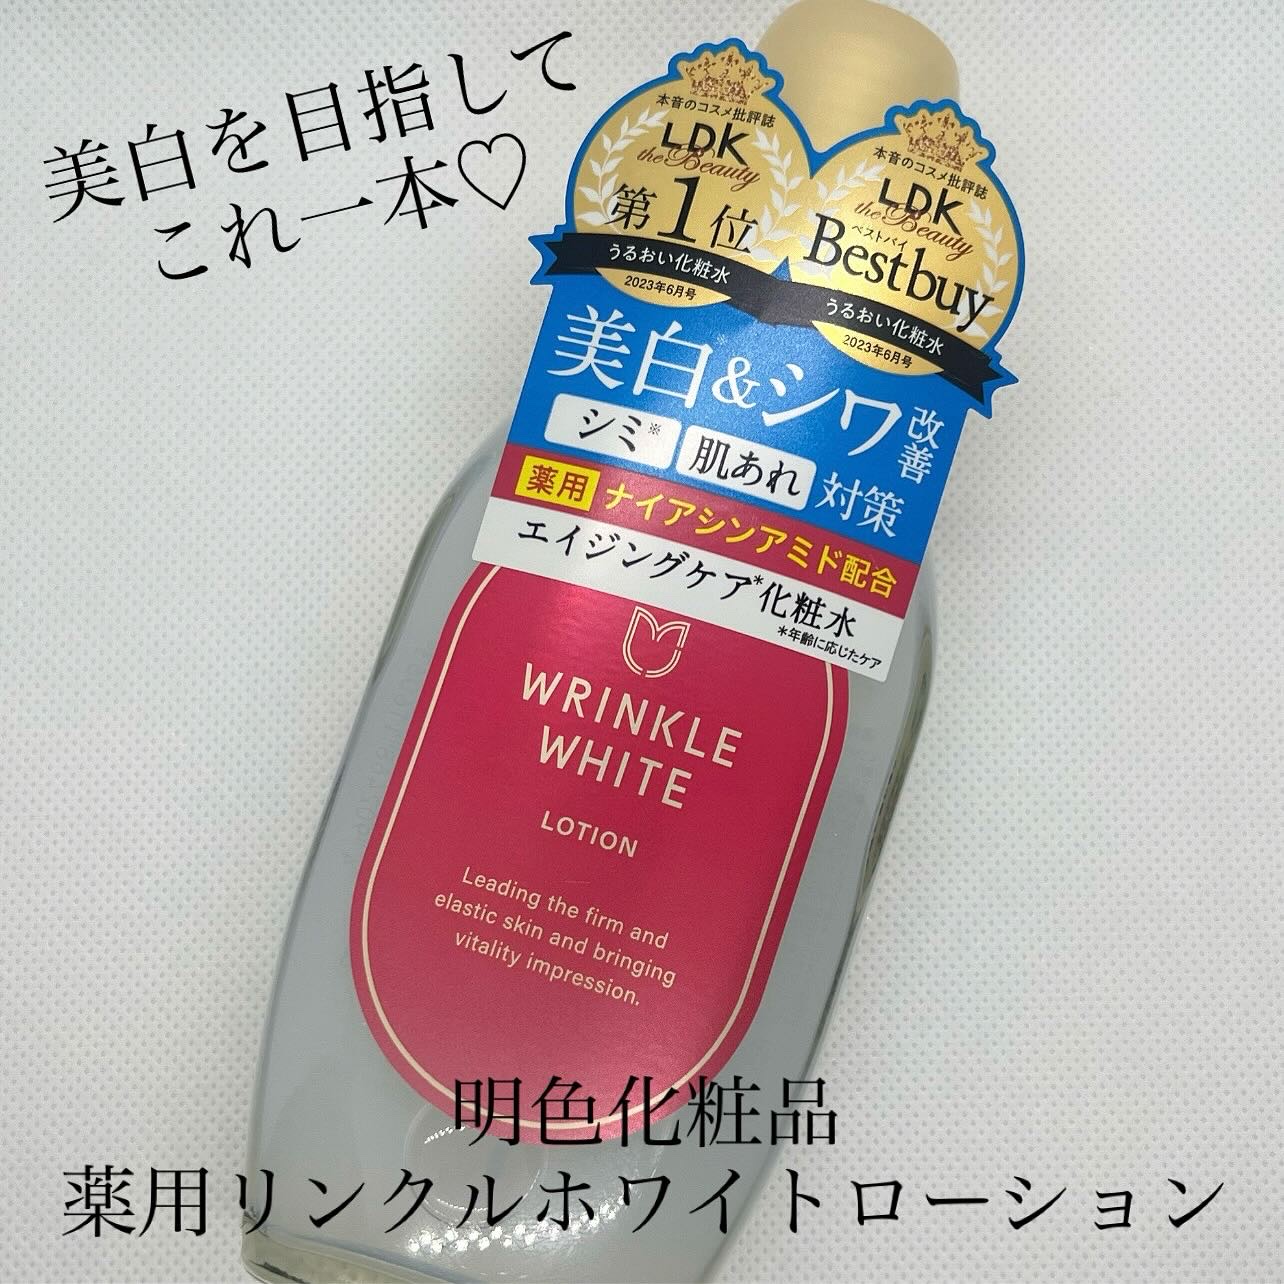 美白を目指して
これ一本♡
本音のコスメ批評誌
LDK
the Beauty
第1位
うるおい化粧水
2023年6月号
本音のコスメ批評誌
LDK
the Beauty
ベストバイ
Bestbuy
うるおい化粧水
2023年6月号
美白&シワ改善
シミ※ 肌あれ 対策
薬用 ナイアシンアミド配合
エイジングケア*化粧水
*年齢に応じたケア
WRINKLE
WHITE
LOTION
Leading the firm and
elastic skin and bringing
vitality impression.
明色化粧品
薬用リンクルホワイトローション